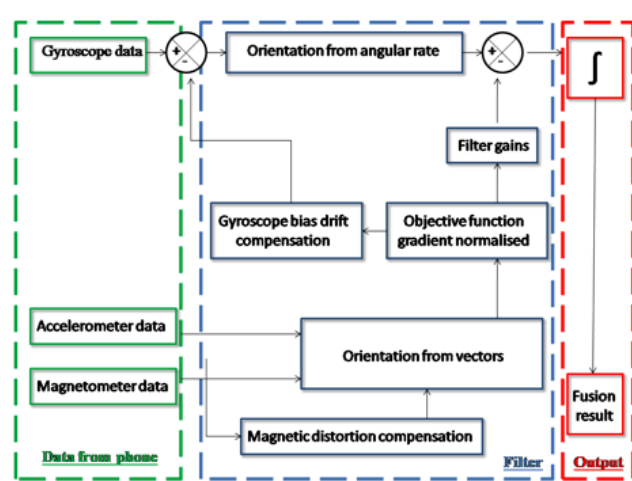 Gyroscope data
+
-
Orientation from angular rate
+
-
∫
Filter gains
Gyroscope bias drift
compensation
Objective function
gradient normalised
Accelerometer data
Orientation from vectors
Magnetometer data
Fusion
result
Magnetic distortion compensation
Data from phone
Filter
Output